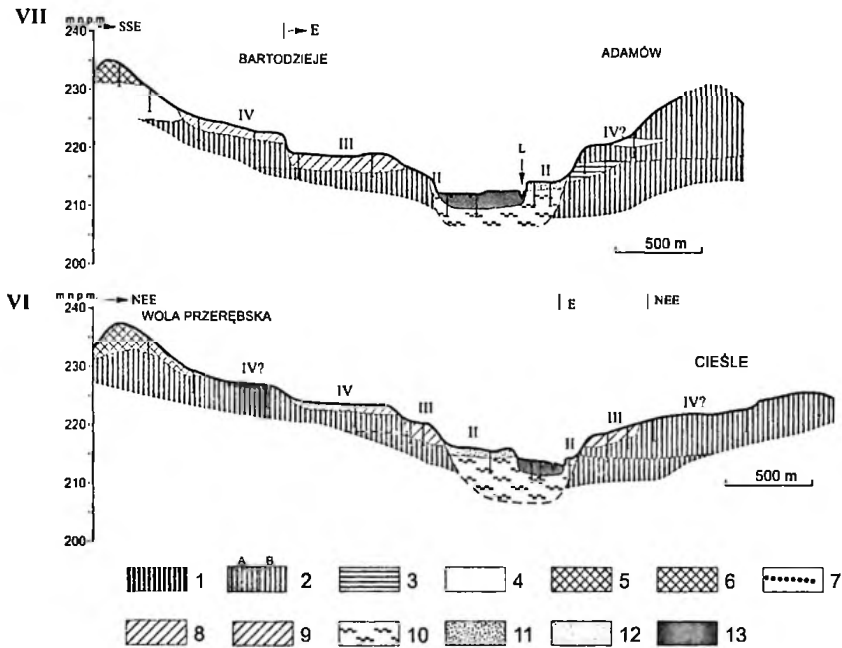 VII
m n.p.m.
SSE
E
BARTODZIEJE
ADAMÓW
240
230
220
210
200
I
IV
III
II
L
II
IV?
500 m
VI
m n.p.m.
NEE
E
NEE
WOLA PRZERĘBSKA
CIEŚLE
240
230
220
210
200
IV?
IV
III
II
II
III
IV?
500 m
A B
1 2 3 4 5 6 7
8 9 10 11 12 13